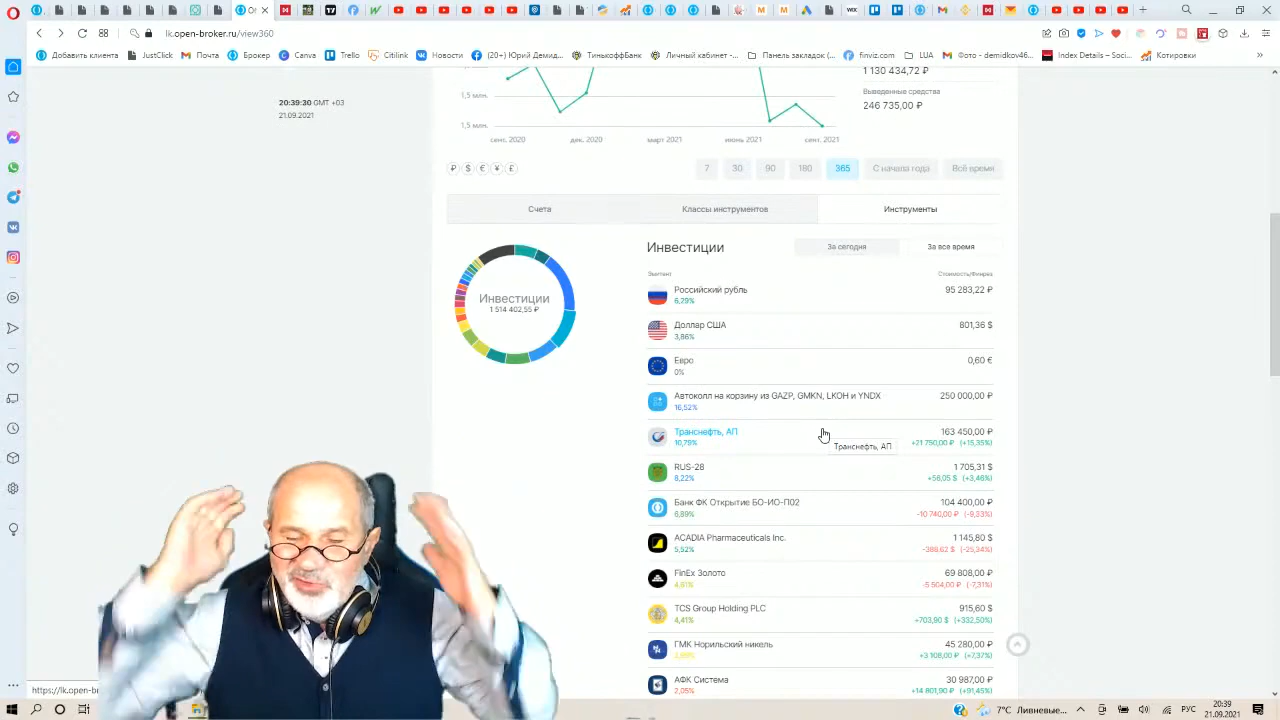 lk.open-broker.ru/view360
Добавить клиента JustClick Почта Брокер Canva Trello Citilink Новости (20+) Юрий Демид... ТинькоффБанк Личный кабинет -... Панель закладок (... finviz.com LUA Фото - demidkov46... Index Details – Soci... Котировки
1 130 434,72 ₽
Выведенные средства
246 735,00 ₽
20:39:30 GMT +03
21.09.2021
1,5 млн.
1,5 млн.
сент. 2020 дек. 2020 март 2021 июнь 2021 сент. 2021
₽ $ € ¥ £
7 30 90 180 365 С начала года Всё время
Счета Классы инструментов Инструменты
Инвестиции За сегодня За все время
Инвестиции
1 514 402,55 ₽
Российский рубль 95 283,22 ₽
6,29%
Доллар США 801,36 $
3,86%
Евро 0,60 €
0%
Автоколл на корзину из GAZP, GMKN, LKOH и YNDX 250 000,00 ₽
16,52%
Транснефть, АП 163 450,00 ₽
10,79% +21 750,00 ₽ (+15,35%)
Транснефть, АП
RUS-28 1 705,31 $
8,22% +58,05 $ (+3,46%)
Банк ФК Открытие БО-ИО-П02 104 400,00 ₽
6,89% -10 740,00 ₽ (-9,33%)
ACADIA Pharmaceuticals Inc. 1 145,80 $
5,52% -388,62 $ (-25,34%)
FinEx Золото 69 808,00 ₽
4,61% -5 504,00 ₽ (-7,31%)
TCS Group Holding PLC 915,60 $
4,41% +703,90 $ (+332,50%)
ГМК Норильский никель 45 280,00 ₽
+3 108,00 ₽ (+7,37%)
АФК Система 30 987,00 ₽
2,05% +14 801,90 ₽ (+91,45%)
https://lk.open-br
7°C Ливневые... РУС 20:39
21.09.2021